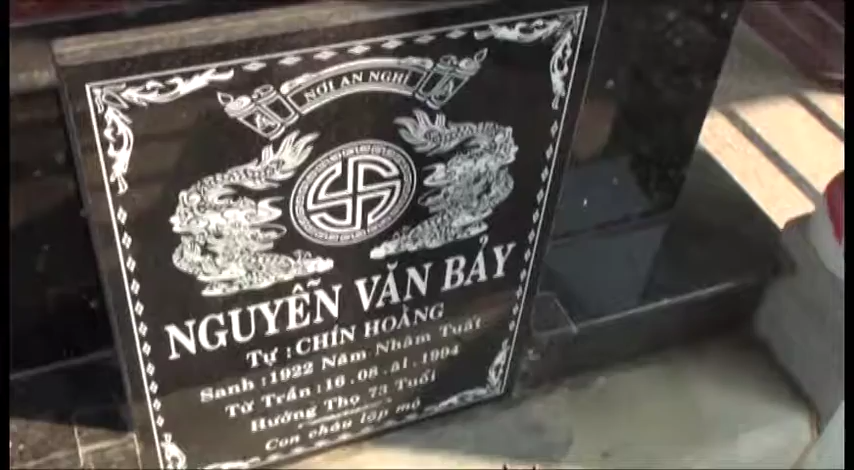 NƠI AN NGHỈ
NGUYỄN VĂN BẢY
Tự : CHÍN HOÀNG
Sanh : 1922 Năm Nhâm Tuất
Từ Trần : 16 . 08 . al . 1994
Hưởng Thọ 73 Tuổi
Con cháu lập mộ